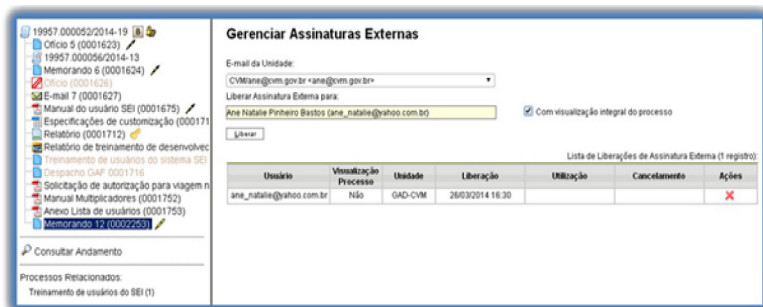 19957.000052/2014-19
Ofício 5 (0001623)
19957.000056/2014-13
Memorando 6 (0001624)
Ofício (0001626)
E-mail 7 (0001627)
Manual do usuário SEI (0001675)
Especificações de customização (000171
Relatório (0001712)
Relatório de treinamento de desenvolvec
Treinamento de usuários do sistema SEI
Despacho GAF 0001716
Solicitação de autorização para viagem n
Manual Multiplicadores (0001752)
Anexo Lista de usuários (0001753)
Memorando 12 (0002253)
Consultar Andamento
Processos Relacionados:
Treinamento de usuários do SEI (1)
Gerenciar Assinaturas Externas
E-mail da Unidade:
CVM/ane@cvm.gov.br <ane@cvm.gov.br>
Liberar Assinatura Externa para:
Ane Natalie Pinheiro Bastos (ane_natalie@yahoo.com.br)
Com visualização integral do processo
Liberar
Lista de Liberações de Assinatura Externa (1 registro):
Usuário Visualização Processo Unidade Liberação Utilização Cancelamento Ações
ane_natalie@yahoo.com.br Não GAD-CVM 26/03/2014 16:30